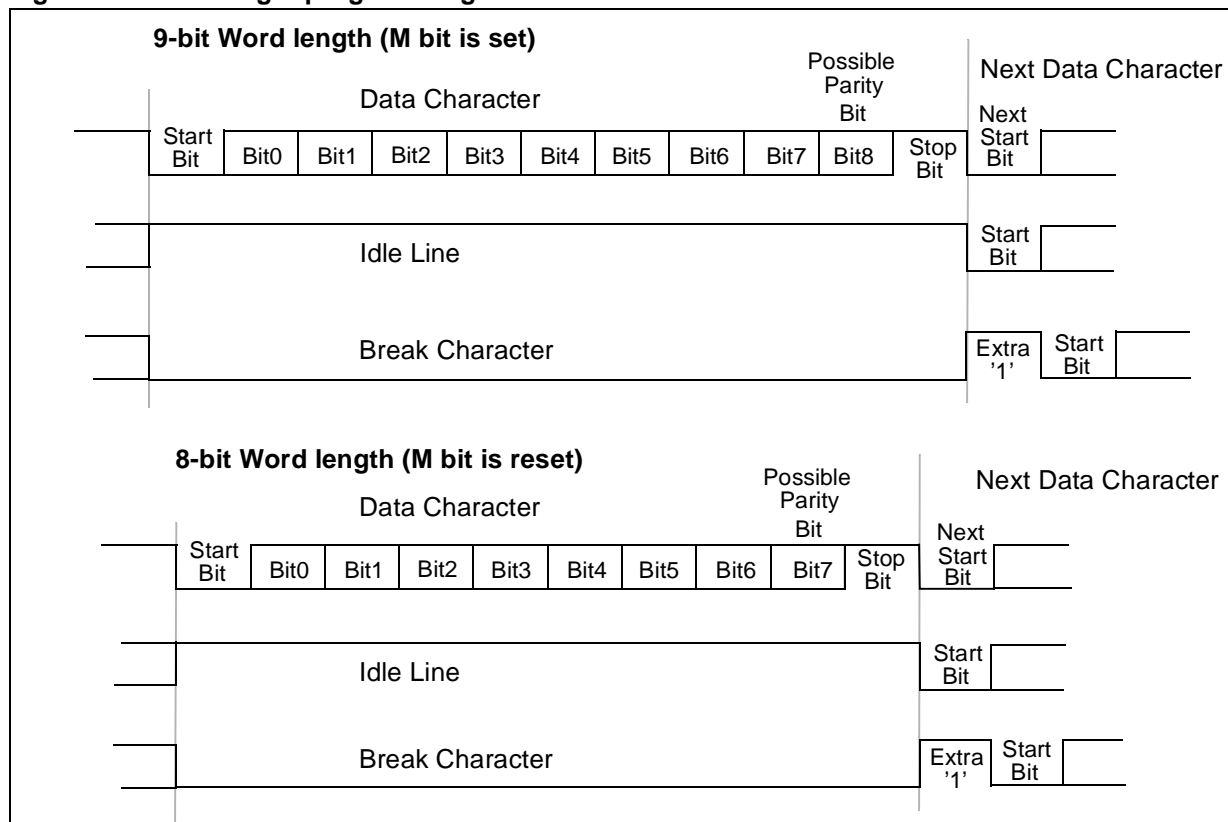 9-bit Word length (M bit is set)
Possible
Parity
Bit
Next Data Character
Data Character
Next
Start
Bit
Start
Bit
Bit0
Bit1
Bit2
Bit3
Bit4
Bit5
Bit6
Bit7
Bit8
Stop
Bit
Idle Line
Start
Bit
Break Character
Extra
'1'
Start
Bit
8-bit Word length (M bit is reset)
Possible
Parity
Bit
Next Data Character
Data Character
Next
Start
Bit
Start
Bit
Bit0
Bit1
Bit2
Bit3
Bit4
Bit5
Bit6
Bit7
Stop
Bit
Idle Line
Start
Bit
Break Character
Extra
'1'
Start
Bit